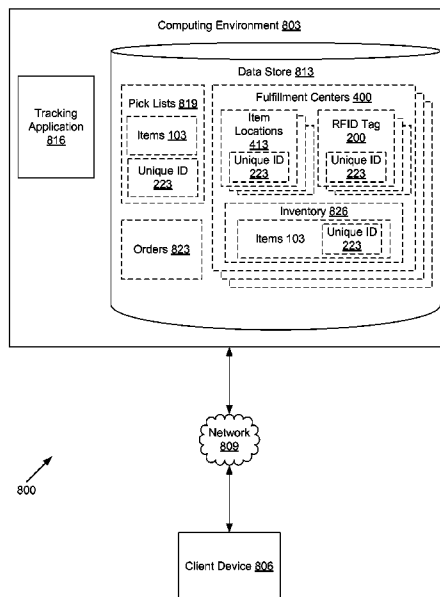 Computing Environment 803
Data Store 813
Tracking
Application
816
Pick Lists 819
Items 103
Unique ID
223
Orders 823
Fulfillment Centers 400
Item
Locations
413
Unique ID
223
RFID Tag
200
Unique ID
223
Inventory 826
Items 103
Unique ID
223
Network
809
800
Client Device 806